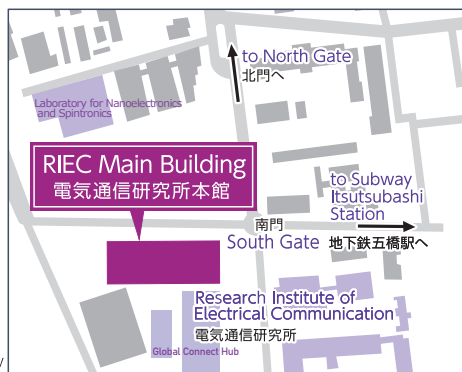 to North Gate
北門へ
Laboratory for Nanoelectronics
and Spintronics
RIEC Main Building
電気通信研究所本館
to Subway
Itsutsubashi
Station
地下鉄五橋駅へ
南門
South Gate
Research Institute of
Electrical Communication
電気通信研究所
Global Connect Hub